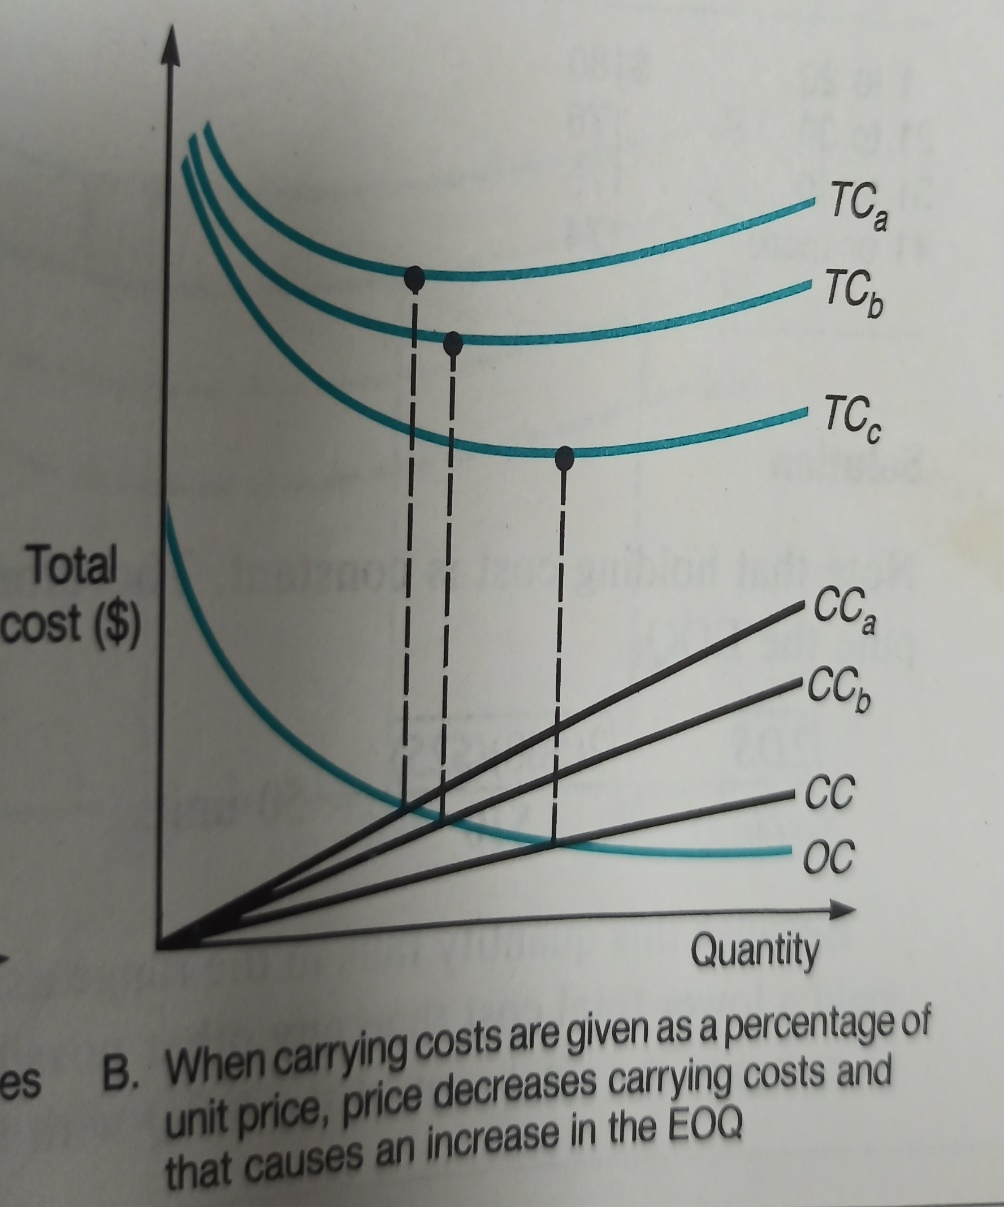 TCa
TCb
TCc
Total
cost ($)
CCa
CCb
CC
OC
Quantity
es
B. When carrying costs are given as a percentage of
unit price, price decreases carrying costs and
that causes an increase in the EOQ